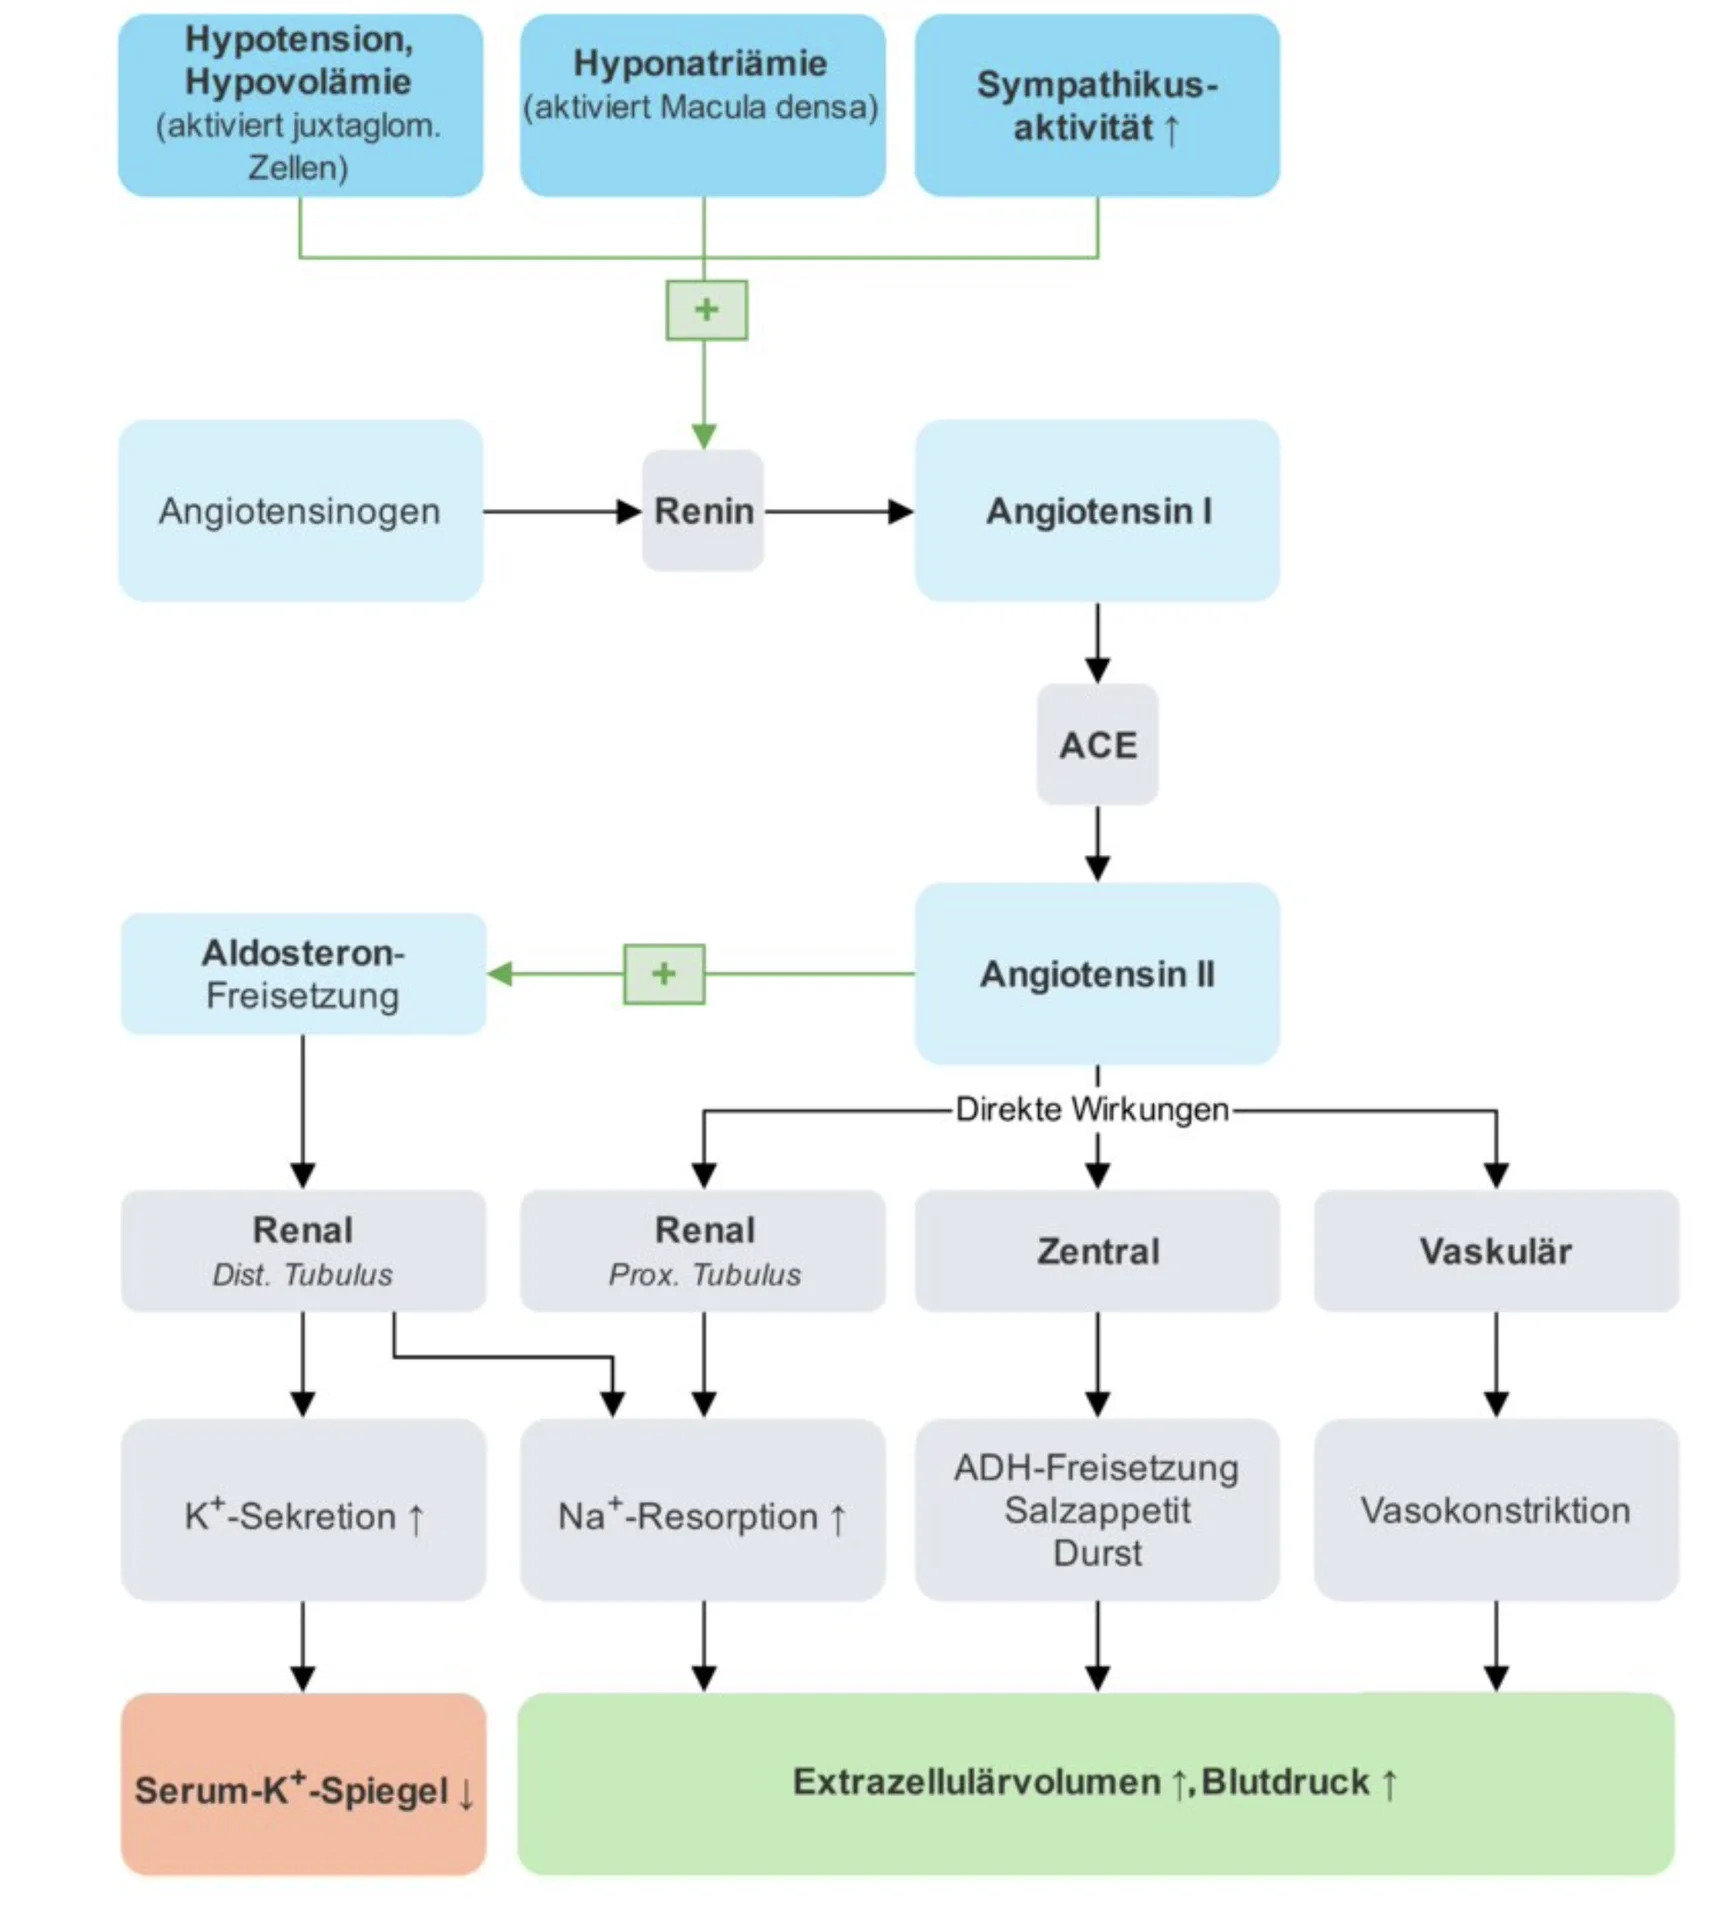 Hypotension,
Hypovolämie
(aktiviert juxtaglom.
Zellen)
Hyponatriämie
(aktiviert Macula densa)
Sympathikus-
aktivität ↑
+
Angiotensinogen
Renin
Angiotensin I
ACE
Aldosteron-
Freisetzung
+
Angiotensin II
Direkte Wirkungen
Renal
Dist. Tubulus
Renal
Prox. Tubulus
Zentral
Vaskulär
K⁺-Sekretion ↑
Na⁺-Resorption ↑
ADH-Freisetzung
Salzappetit
Durst
Vasokonstriktion
Serum-K⁺-Spiegel ↓
Extrazellulärvolumen ↑, Blutdruck ↑